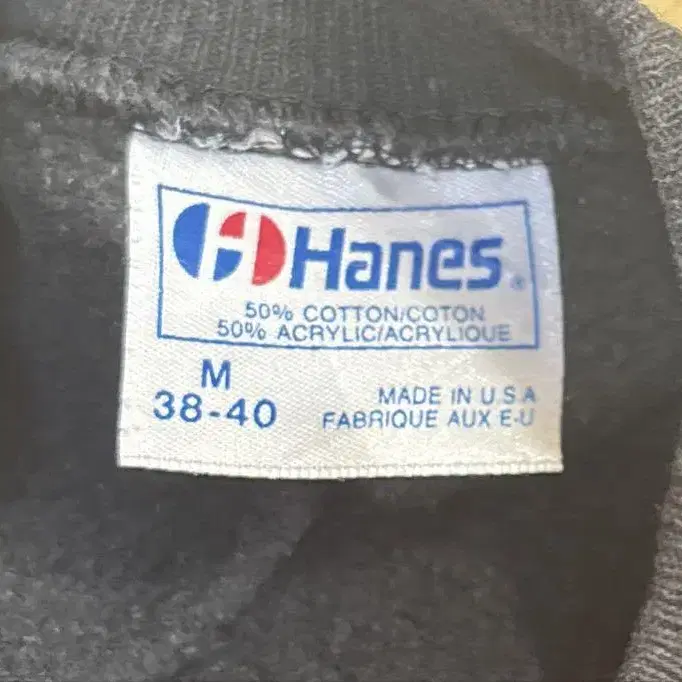 Hanes®
50% COTTON/COTON
50% ACRYLIC/ACRYLIQUE
M
38-40
MADE IN U.S.A
FABRIQUE AUX E-U